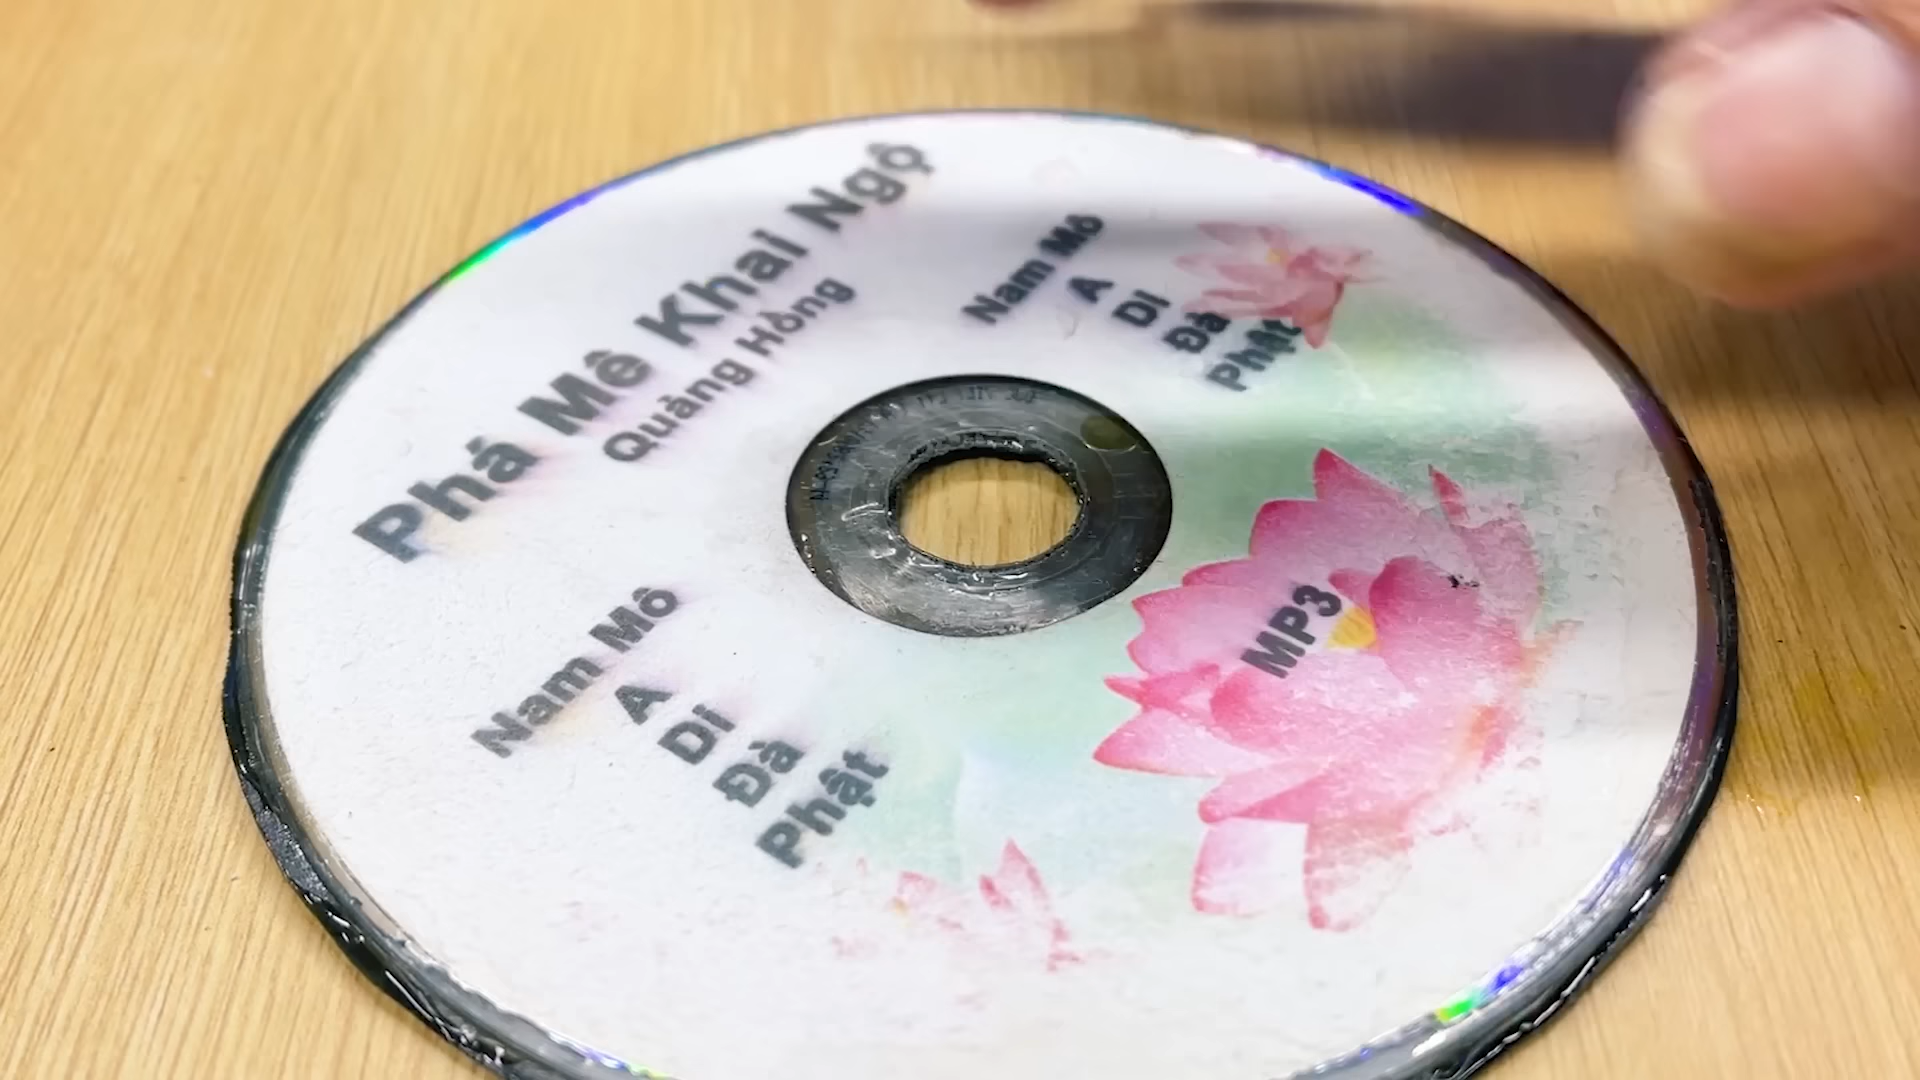 Phá Mê Khai Ngộ
Quảng Hồng
Nam Mô
A
Di
Đà
Phật
Nam Mô
A
Di
Đà
Phật
MP3